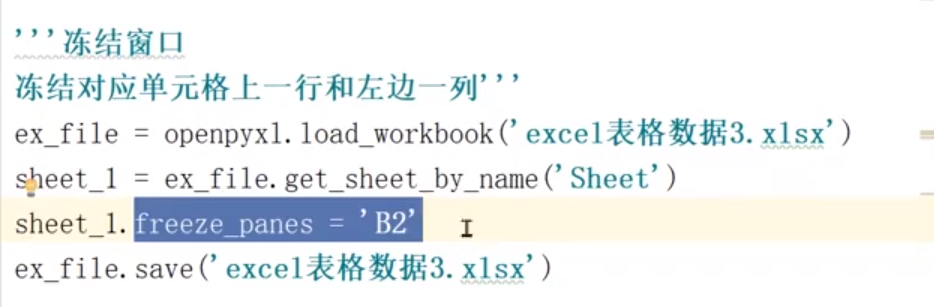 '''冻结窗口
冻结对应单元格上一行和左边一列'''
ex_file = openpyxl.load_workbook('excel表格数据3.xlsx')
sheet_1 = ex_file.get_sheet_by_name('Sheet')
sheet_1.freeze_panes = 'B2'
ex_file.save('excel表格数据3.xlsx')